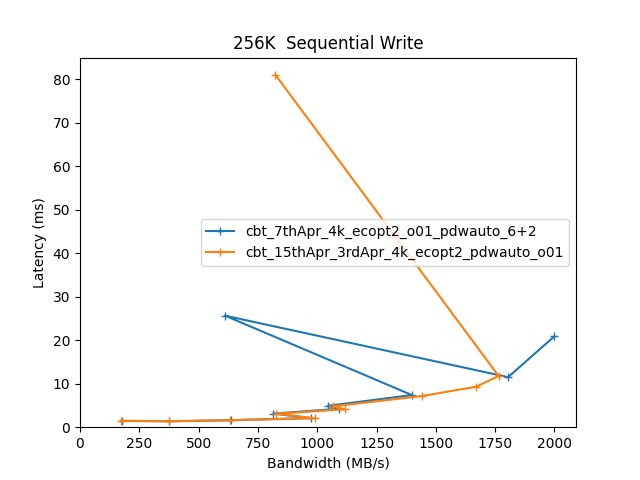 256K  Sequential Write
80
70
60
50
40
30
20
10
0
Latency (ms)
cbt_7thApr_4k_ecopt2_o01_pdwauto_6+2
cbt_15thApr_3rdApr_4k_ecopt2_pdwauto_o01
0 250 500 750 1000 1250 1500 1750 2000
Bandwidth (MB/s)